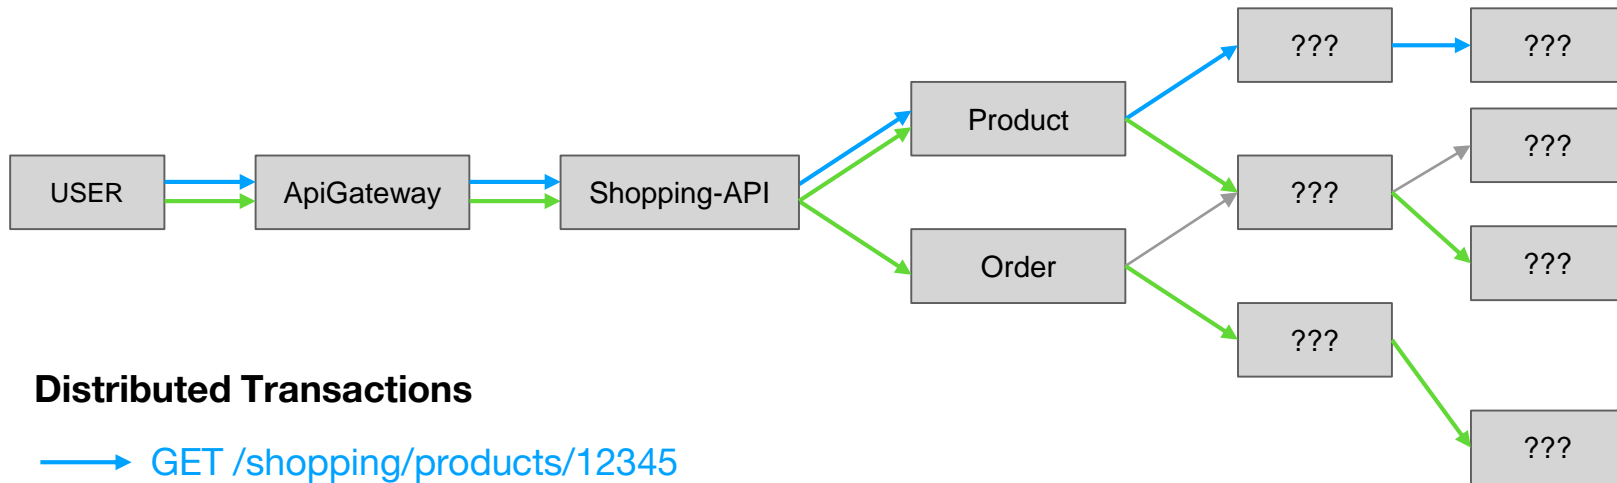 ???
???
Product
???
USER
ApiGateway
Shopping-API
???
Order
???
???
Distributed Transactions
???
GET /shopping/products/12345